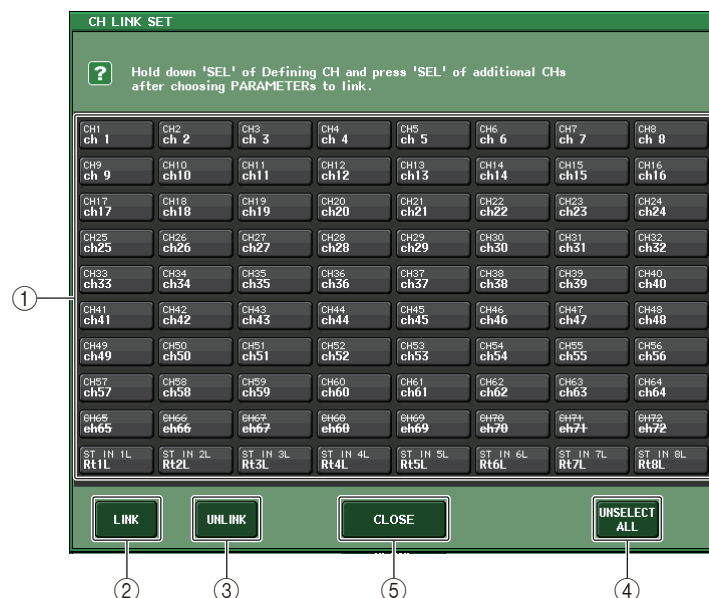 CH LINK SET
? Hold down 'SEL' of Defining CH and press 'SEL' of additional CHs
after choosing PARAMETERs to link.
CH1 CH2 CH3 CH4 CH5 CH6 CH7 CH8
ch 1 ch 2 ch 3 ch 4 ch 5 ch 6 ch 7 ch 8
CH9 CH10 CH11 CH12 CH13 CH14 CH15 CH16
ch 9 ch10 ch11 ch12 ch13 ch14 ch15 ch16
CH17 CH18 CH19 CH20 CH21 CH22 CH23 CH24
ch17 ch18 ch19 ch20 ch21 ch22 ch23 ch24
CH25 CH26 CH27 CH28 CH29 CH30 CH31 CH32
ch25 ch26 ch27 ch28 ch29 ch30 ch31 ch32
CH33 CH34 CH35 CH36 CH37 CH38 CH39 CH40
ch33 ch34 ch35 ch36 ch37 ch38 ch39 ch40
①
CH41 CH42 CH43 CH44 CH45 CH46 CH47 CH48
ch41 ch42 ch43 ch44 ch45 ch46 ch47 ch48
CH49 CH50 CH51 CH52 CH53 CH54 CH55 CH56
ch49 ch50 ch51 ch52 ch53 ch54 ch55 ch56
CH57 CH58 CH59 CH60 CH61 CH62 CH63 CH64
ch57 ch58 ch59 ch60 ch61 ch62 ch63 ch64
CH65 CH66 CH67 CH68 CH69 CH70 CH71 CH72
ch65 ch66 ch67 ch68 ch69 ch70 ch71 ch72
ST IN 1L ST IN 2L ST IN 3L ST IN 4L ST IN 5L ST IN 6L ST IN 7L ST IN 8L
Rt1L Rt2L Rt3L Rt4L Rt5L Rt6L Rt7L Rt8L
LINK UNLINK CLOSE UNSELECT
ALL
② ③ ⑤ ④